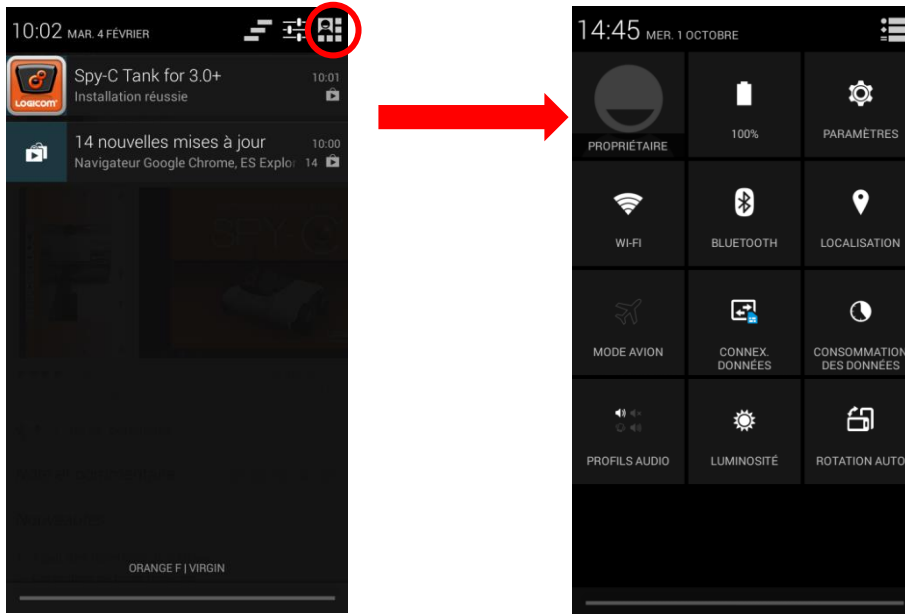 10:02 MAR. 4 FÉVRIER
LOGICOM
Spy-C Tank for 3.0+ 10:01
Installation réussie
14 nouvelles mises à jour 10:00
Navigateur Google Chrome, ES Explor 14
SPY
ORANGE F | VIRGIN
14:45 MER. 1 OCTOBRE
PROPRIÉTAIRE
100%
PARAMÈTRES
WI-FI
BLUETOOTH
LOCALISATION
MODE AVION
CONNEX.
DONNÉES
CONSOMMATION
DES DONNÉES
PROFILS AUDIO
LUMINOSITÉ
ROTATION AUTO